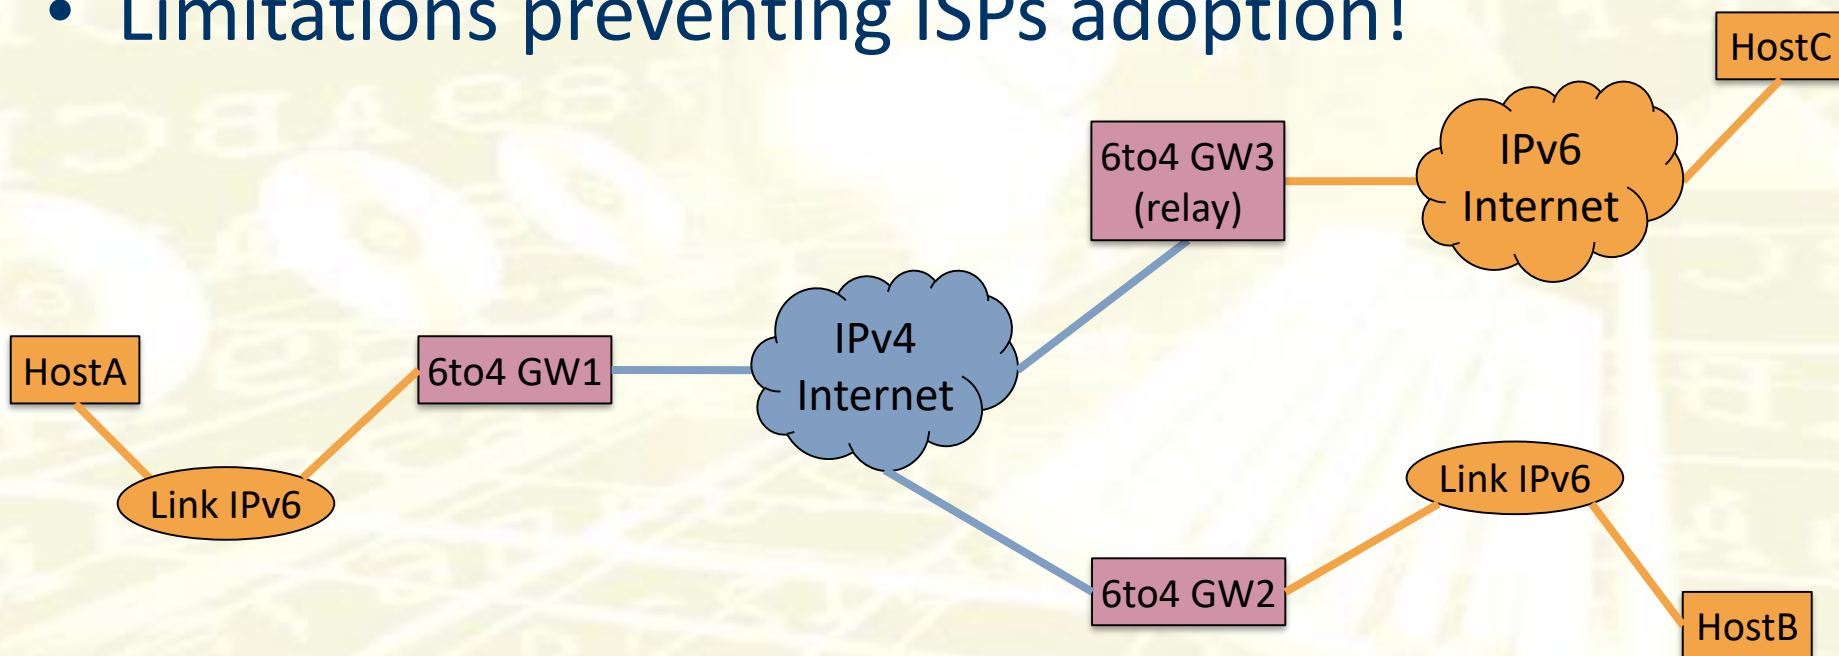 • Limitations preventing ISPs adoption!
HostC
6to4 GW3
(relay)
IPv6
Internet
IPv4
Internet
HostA
6to4 GW1
Link IPv6
Link IPv6
6to4 GW2
HostB